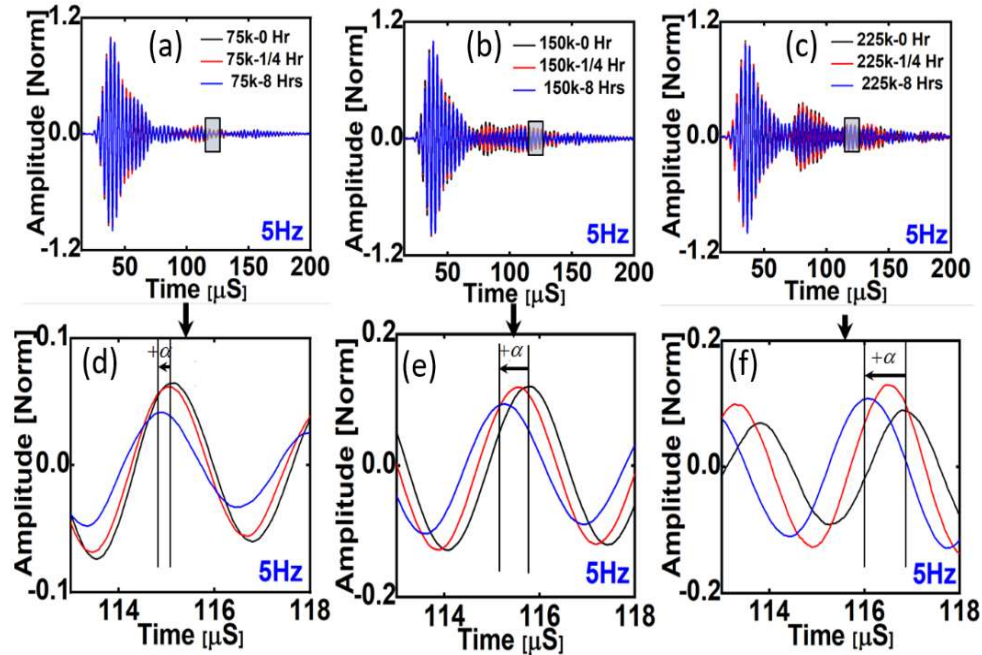 Amplitude [Norm]
1.2
0.0
-1.2
(a)
75k-0 Hr
75k-1/4 Hr
75k-8 Hrs
5Hz
50 100 150 200
Time [μS]
Amplitude [Norm]
1.2
0.0
-1.2
(b)
150k-0 Hr
150k-1/4 Hr
150k-8 Hrs
5Hz
50 100 150 200
Time [μS]
Amplitude [Norm]
1.2
0.0
-1.2
(c)
225k-0 Hr
225k-1/4 Hr
225k-8 Hrs
5Hz
50 100 150 200
Time [μS]
Amplitude [Norm]
0.1
0.0
-0.1
(d)
+α
5Hz
114 116 118
Time [μS]
Amplitude [Norm]
0.2
0.0
-0.2
(e)
+α
5Hz
114 116 118
Time [μS]
Amplitude [Norm]
0.2
0.0
-0.2
(f)
+α
5Hz
114 116 118
Time [μS]